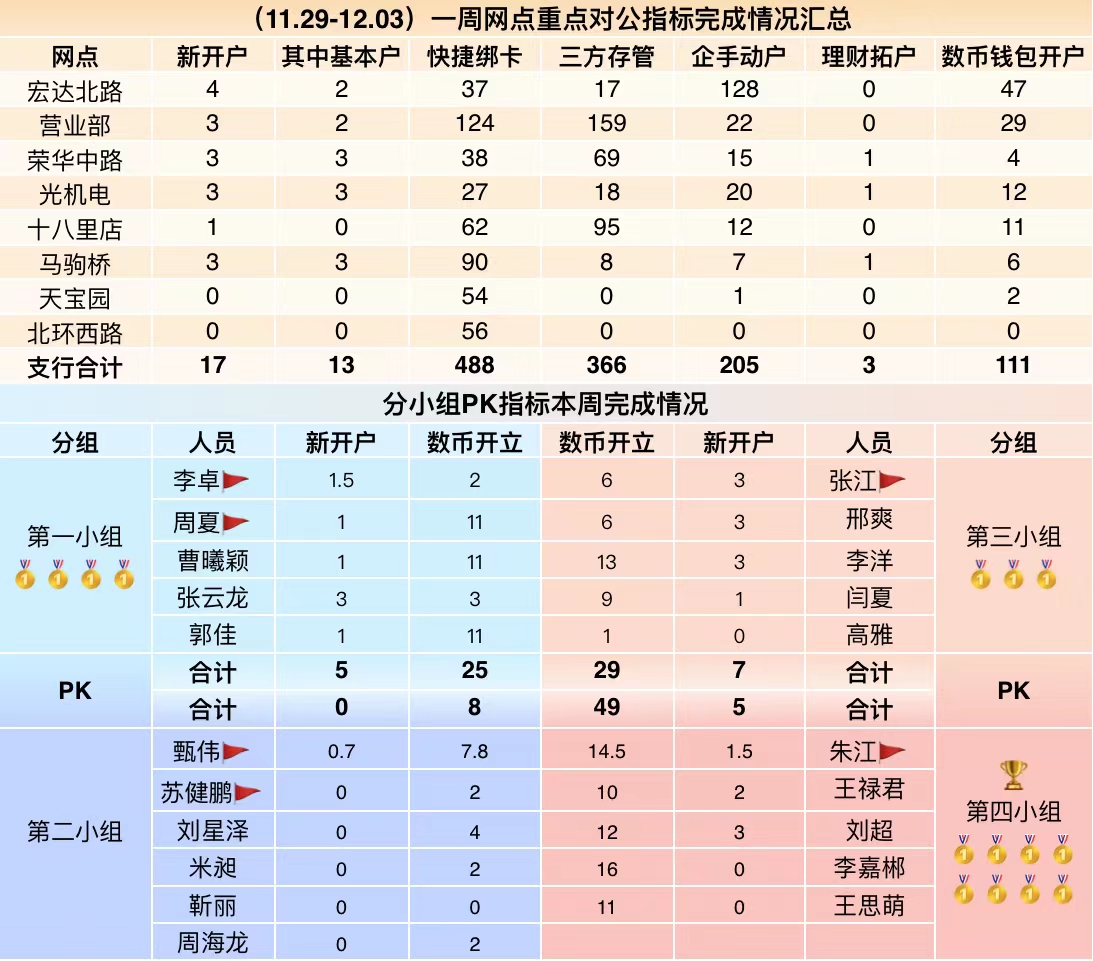 （11.29-12.03）一周网点重点对公指标完成情况汇总
网点 新开户 其中基本户 快捷绑卡 三方存管 企手动户 理财拓户 数币钱包开户
宏达北路 4 2 37 17 128 0 47
营业部 3 2 124 159 22 0 29
荣华中路 3 3 38 69 15 1 4
光机电 3 3 27 18 20 1 12
十八里店 1 0 62 95 12 0 11
马驹桥 3 3 90 8 7 1 6
天宝园 0 0 54 0 1 0 2
北环西路 0 0 56 0 0 0 0
支行合计 17 13 488 366 205 3 111
分小组PK指标本周完成情况
分组 人员 新开户 数币开立 数币开立 新开户 人员 分组
李卓 1.5 2 6 3 张江
周夏 1 11 6 3 邢爽
第一小组 第三小组
曹曦颖 1 11 13 3 李洋
张云龙 3 3 9 1 闫夏
郭佳 1 11 1 0 高雅
合计 5 25 29 7 合计
PK PK
合计 0 8 49 5 合计
甄伟 0.7 7.8 14.5 1.5 朱江
苏健鹏 0 2 10 2 王禄君
第二小组 刘星泽 0 4 12 3 刘超 第四小组
米昶 0 2 16 0 李嘉郴
靳丽 0 0 11 0 王思萌
周海龙 0 2